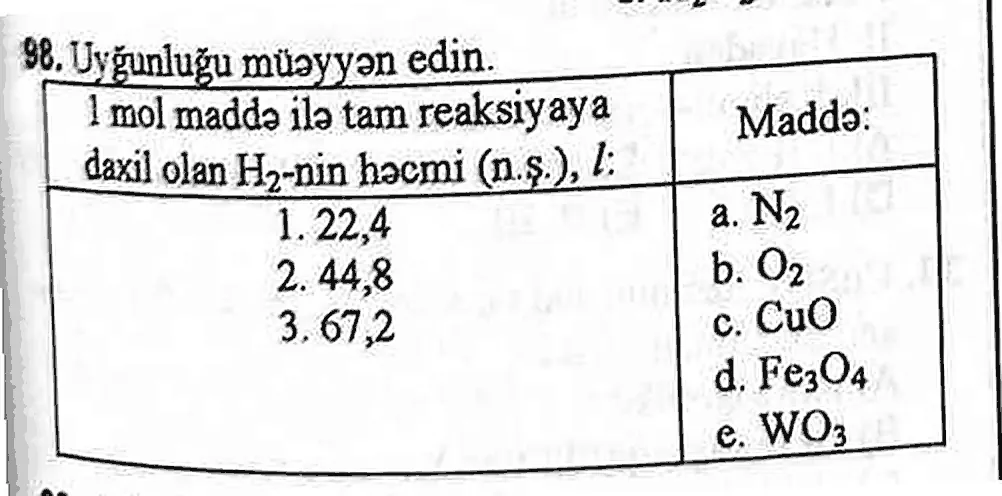 98. Uyğunluğu müəyyən edin.
1 mol maddə ilə tam reaksiyaya
daxil olan H₂-nin həcmi (n.ş.), l:
Maddə:
1. 22,4
2. 44,8
3. 67,2
a. N₂
b. O₂
c. CuO
d. Fe₃O₄
e. WO₃